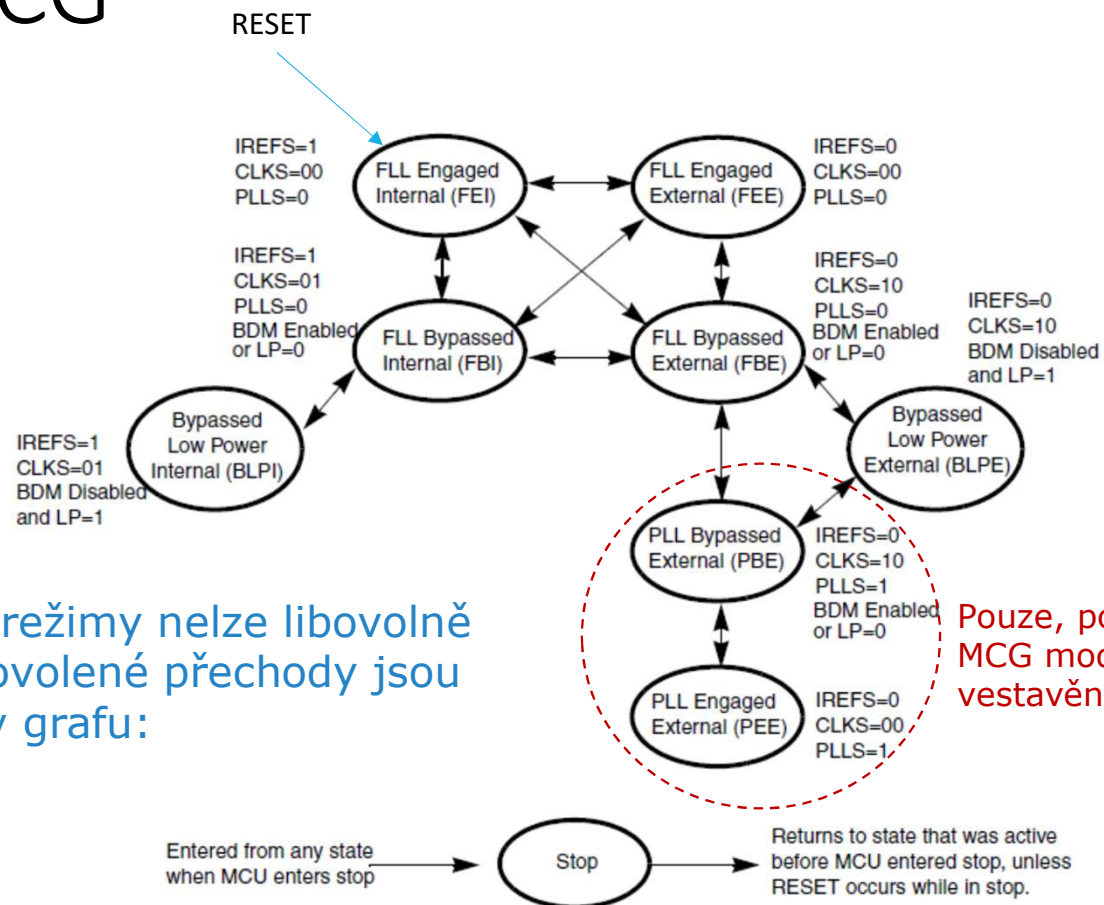 RESET
IREFS=1
CLKS=00
PLLS=0
FLL Engaged
Internal (FEI)
FLL Engaged
External (FEE)
IREFS=0
CLKS=00
PLLS=0
IREFS=1
CLKS=01
PLLS=0
BDM Enabled
or LP=0
FLL Bypassed
Internal (FBI)
FLL Bypassed
External (FBE)
IREFS=0
CLKS=10
PLLS=0
BDM Enabled
or LP=0
IREFS=0
CLKS=10
BDM Disabled
and LP=1
IREFS=1
CLKS=01
BDM Disabled
and LP=1
Bypassed
Low Power
Internal (BLPI)
Bypassed
Low Power
External (BLPE)
PLL Bypassed
External (PBE)
IREFS=0
CLKS=10
PLLS=1
BDM Enabled
or LP=0
režimy nelze libovolně
ovolené přechody jsou
v grafu:
Pouze, po
MCG mod
vestavěn
PLL Engaged
External (PEE)
IREFS=0
CLKS=00
PLLS=1
Entered from any state
when MCU enters stop
Stop
Returns to state that was active
before MCU entered stop, unless
RESET occurs while in stop.